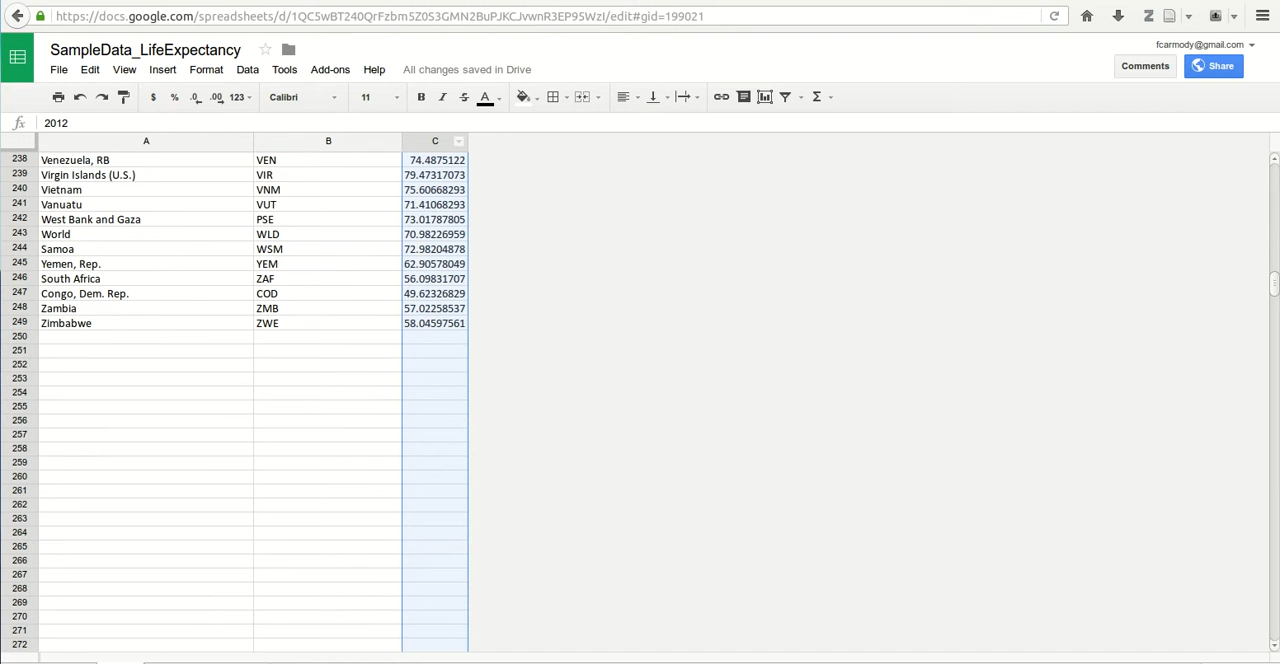 https://docs.google.com/spreadsheets/d/1QC5wBT240QrFzbm5Z0S3GMN2BuPJKCJvwnR3EP95WzI/edit#gid=199021
SampleData_LifeExpectancy
fcarmody@gmail.com
File Edit View Insert Format Data Tools Add-ons Help All changes saved in Drive
Comments Share
$ % .0 .00 123 Calibri 11 B I S A Σ
fx 2012
A B C
238 Venezuela, RB VEN 74.4875122
239 Virgin Islands (U.S.) VIR 79.47317073
240 Vietnam VNM 75.60668293
241 Vanuatu VUT 71.41068293
242 West Bank and Gaza PSE 73.01787805
243 World WLD 70.98226959
244 Samoa WSM 72.98204878
245 Yemen, Rep. YEM 62.90578049
246 South Africa ZAF 56.09831707
247 Congo, Dem. Rep. COD 49.62326829
248 Zambia ZMB 57.02258537
249 Zimbabwe ZWE 58.04597561
250
251
252
253
254
255
256
257
258
259
260
261
262
263
264
265
266
267
268
269
270
271
272